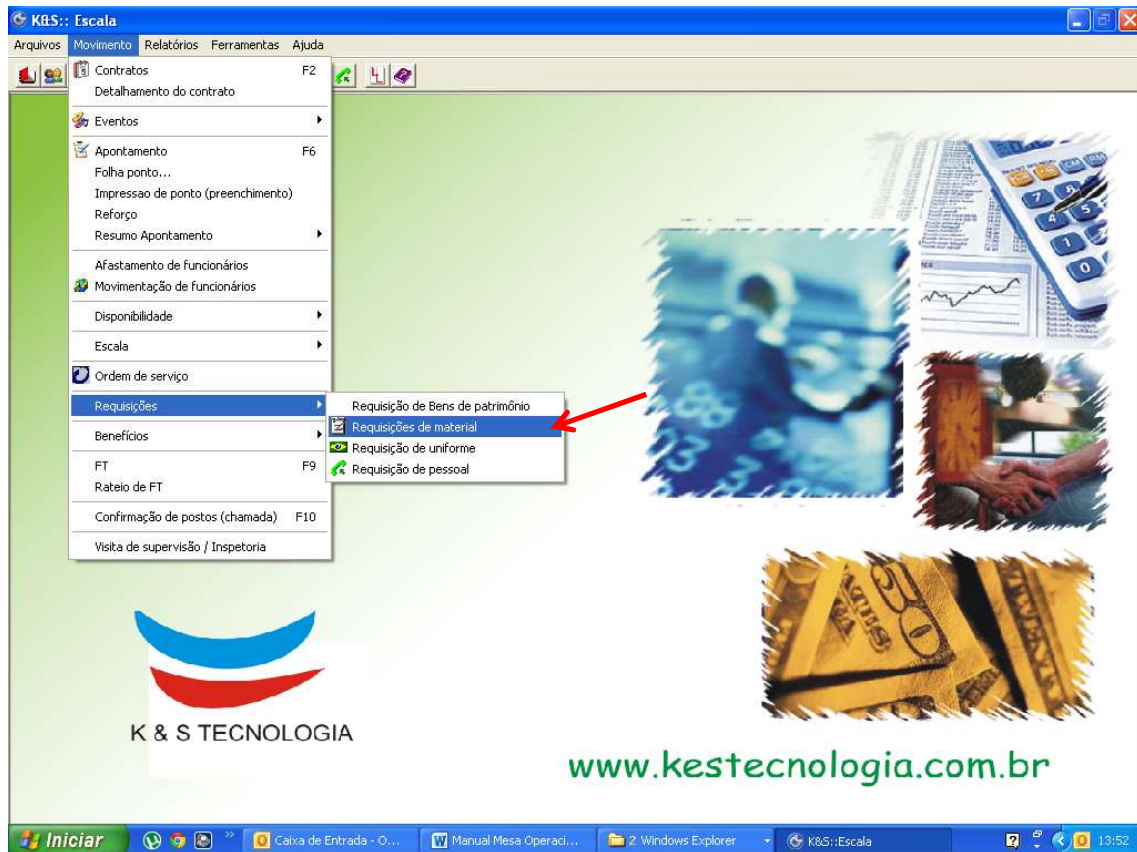 K&S:: Escala
Arquivos Movimento Relatórios Ferramentas Ajuda
Contratos F2
Detalhamento do contrato
Eventos
Apontamento F6
Folha ponto...
Impressao de ponto (preenchimento)
Reforço
Resumo Apontamento
Afastamento de funcionários
Movimentação de funcionários
Disponibilidade
Escala
Ordem de serviço
Requisições
Requisição de Bens de patrimônio
Requisições de material
Requisição de uniforme
Requisição de pessoal
Benefícios
FT F9
Rateio de FT
Confirmação de postos (chamada) F10
Visita de supervisão / Inspetoria
K & S TECNOLOGIA
www.kestecnologia.com.br
Iniciar Caixa de Entrada - O... Manual Mesa Operaci... 2 Windows Explorer K&S::Escala 13:52